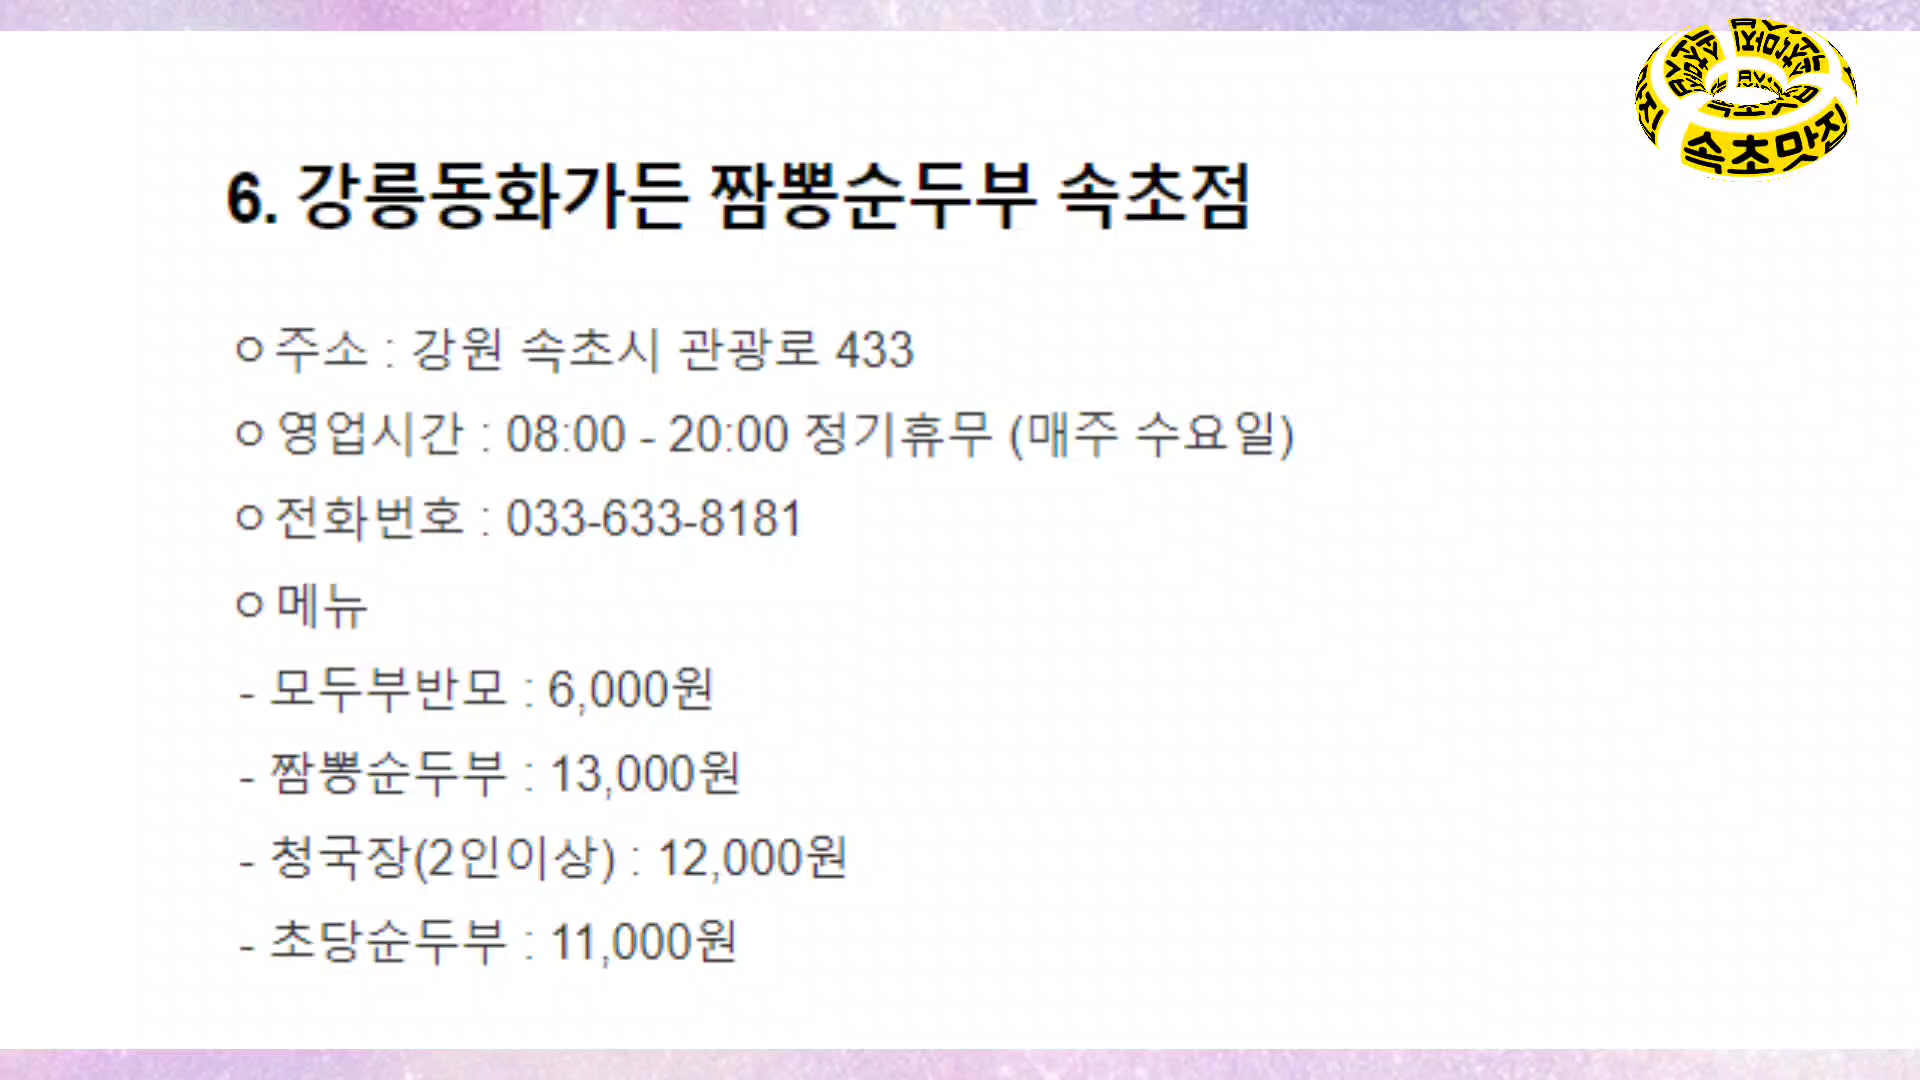 6. 강릉동화가든 짬뽕순두부 속초점
속초맛집
ㅇ주소 : 강원 속초시 관광로 433
ㅇ영업시간 : 08:00 - 20:00 정기휴무 (매주 수요일)
ㅇ전화번호 : 033-633-8181
ㅇ메뉴
- 모두부반모 : 6,000원
- 짬뽕순두부 : 13,000원
- 청국장(2인이상) : 12,000원
- 초당순두부 : 11,000원